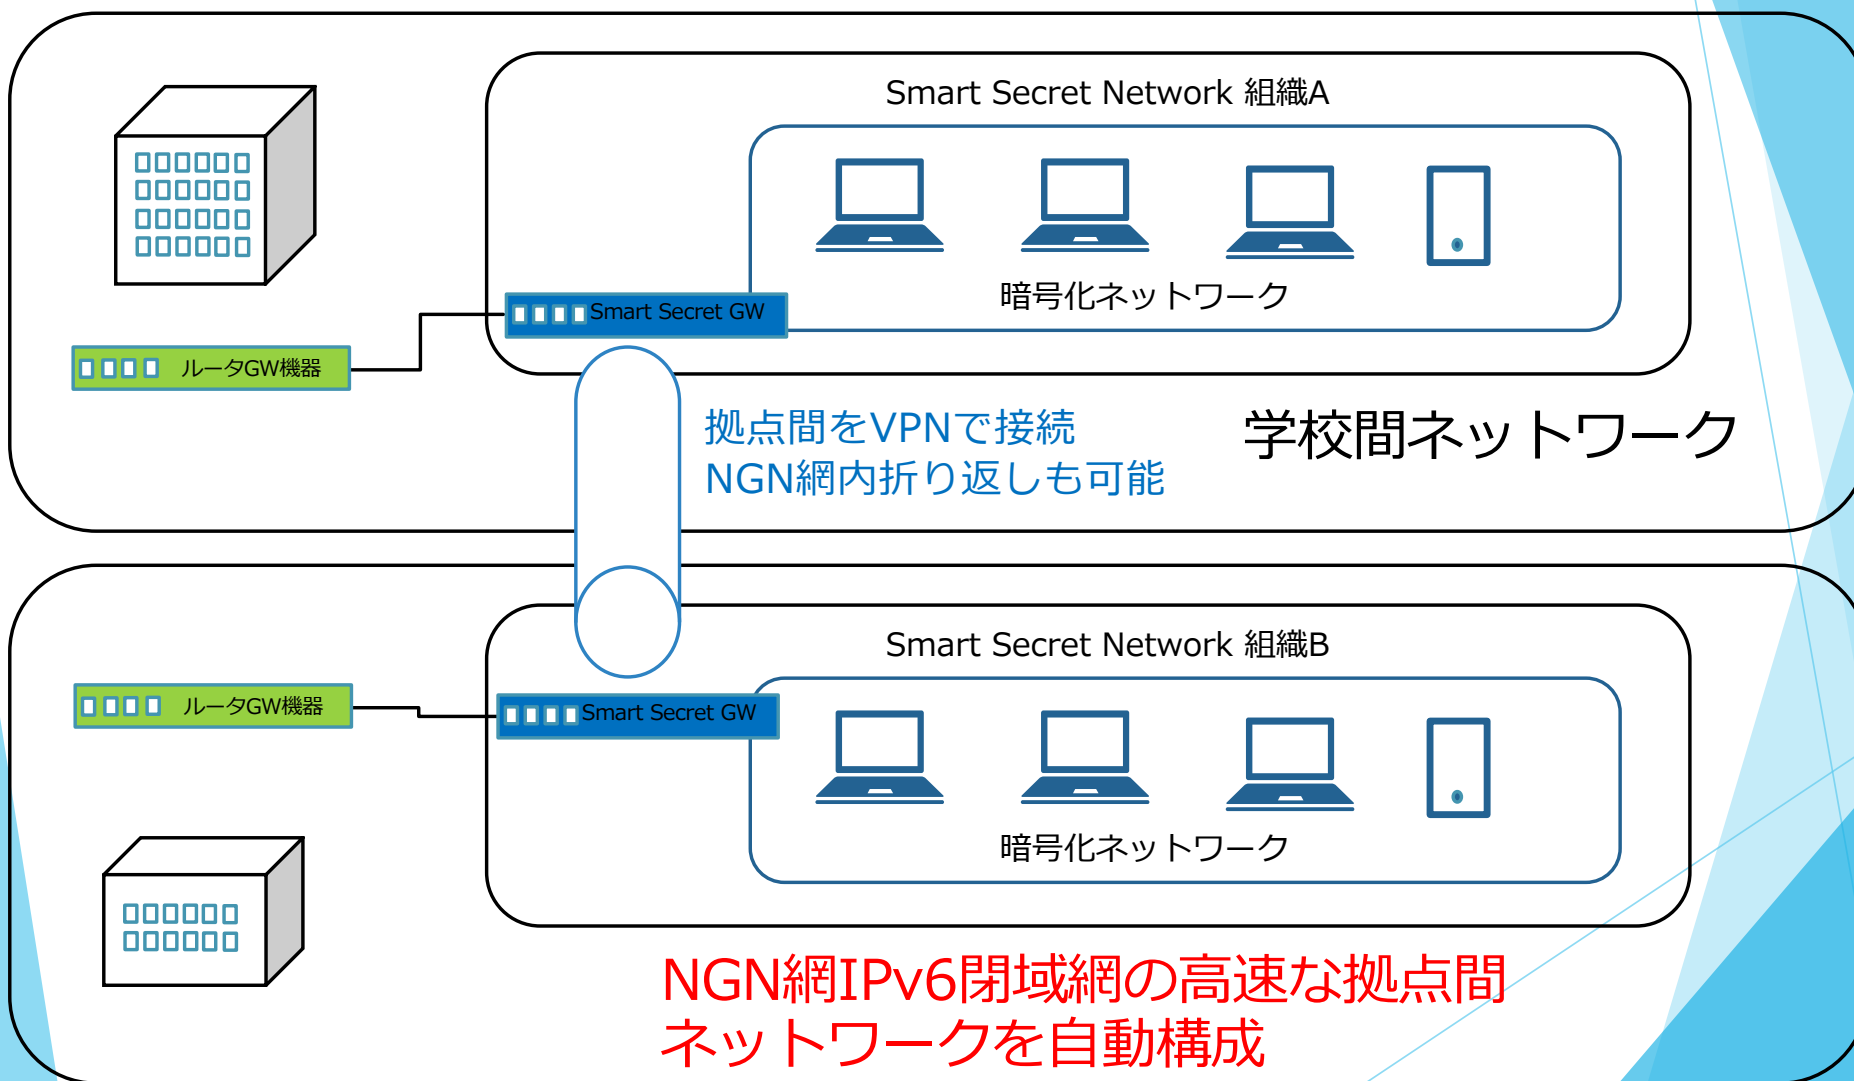 Smart Secret Network 組織A
暗号化ネットワーク
Smart Secret GW
ルータGW機器
拠点間をVPNで接続
NGN網内折り返しも可能
学校間ネットワーク
Smart Secret Network 組織B
ルータGW機器
Smart Secret GW
暗号化ネットワーク
NGN網IPv6閉域網の高速な拠点間
ネットワークを自動構成